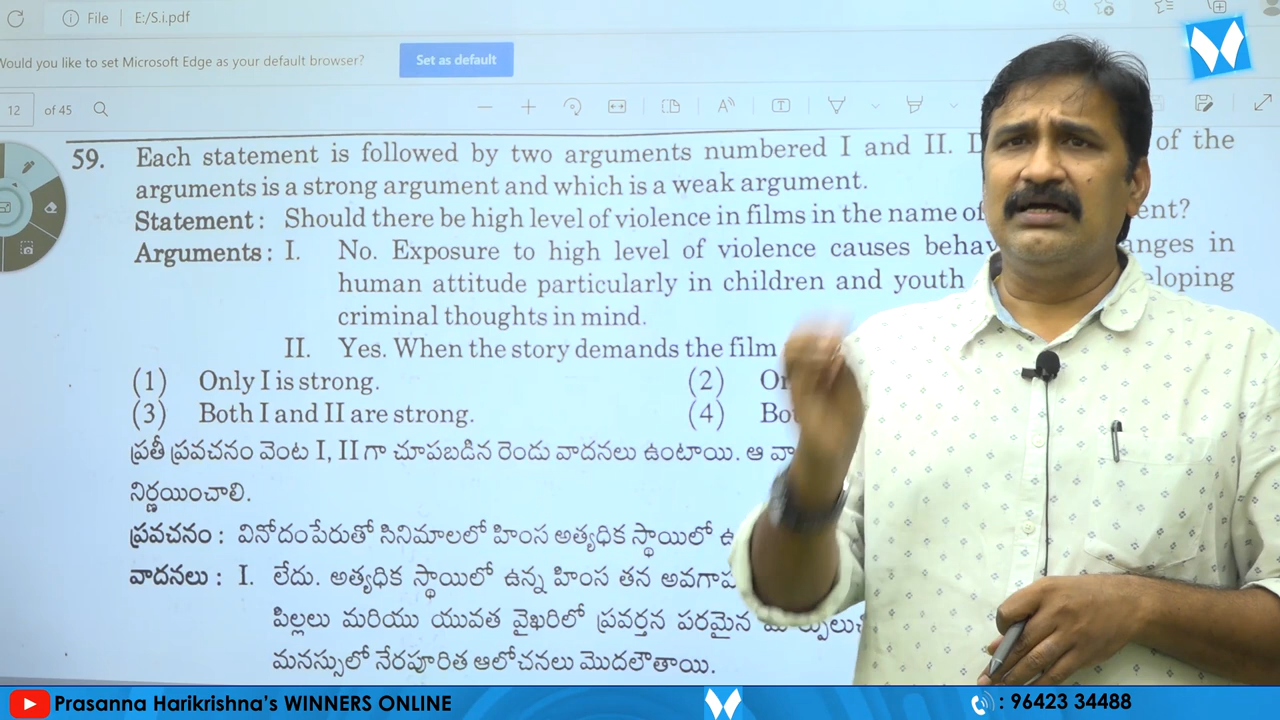 File E:/S.i.pdf
Would you like to set Microsoft Edge as your default browser? Set as default
12 of 45
59. Each statement is followed by two arguments numbered I and II. of the
arguments is a strong argument and which is a weak argument.
Statement : Should there be high level of violence in films in the name of
Arguments : I. No. Exposure to high level of violence causes in
human attitude particularly in children and youth
criminal thoughts in mind.
II. Yes. When the story demands the film
(1) Only I is strong. (2)
(3) Both I and II are strong. (4)
ప్రతీ ప్రవచనం వెంట I, II గా చూపబడిన రెండు వాదనలు ఉంటాయి. ఆ
నిర్ణయించాలి.
ప్రవచనం : వినోదంపేరుతో సినిమాలలో హింస అత్యధిక స్థాయిలో
వాదనలు : I. లేదు. అత్యధిక స్థాయిలో ఉన్న హింస తన
పిల్లలు మరియు యువత వైఖరిలో ప్రవర్తన పరమైన
మనస్సులో నేరపూరిత ఆలోచనలు మొదలౌతాయి.
Prasanna Harikrishna's WINNERS ONLINE : 96423 34488